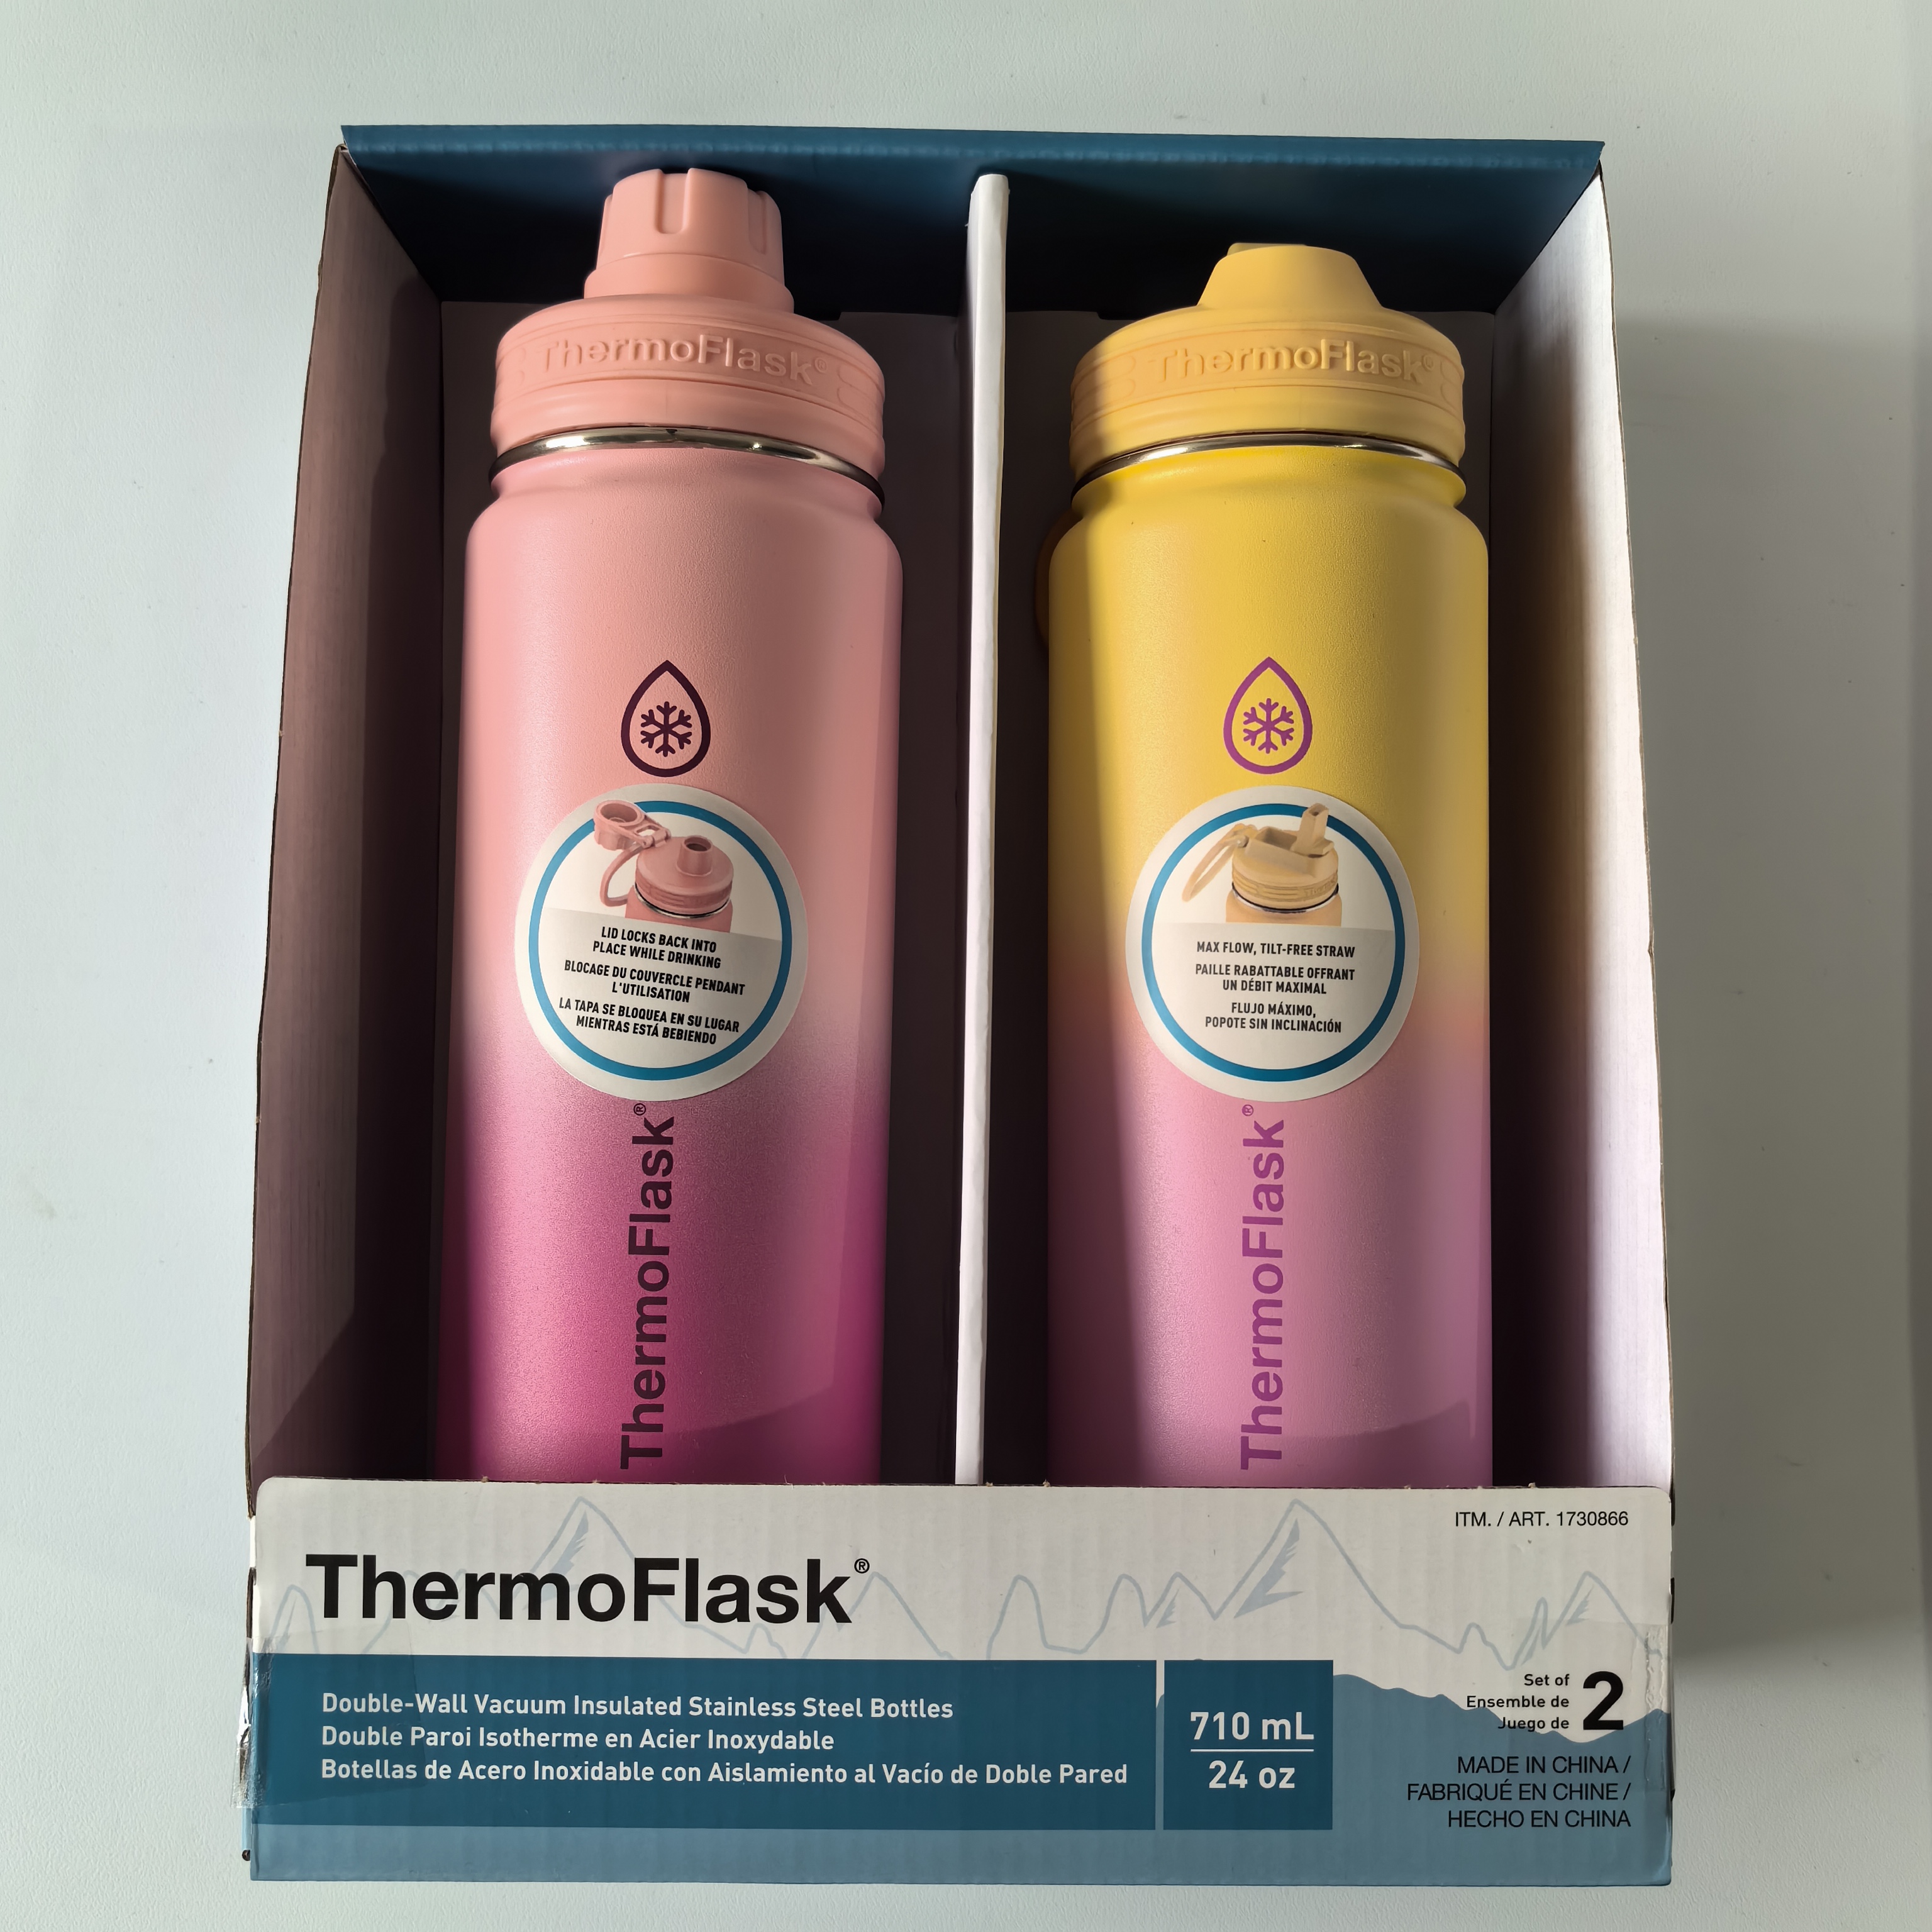 ThermoFlask®
ThermoFlask®
LID LOCKS BACK INTO
PLACE WHILE DRINKING
BLOCAGE DU COUVERCLE PENDANT
L'UTILISATION
LA TAPA SE BLOQUEA EN SU LUGAR
MIENTRAS ESTÁ BEBIENDO
ThermoFlask®
MAX FLOW, TILT-FREE STRAW
PAILLE RABATTABLE OFFRANT
UN DÉBIT MAXIMAL
FLUJO MÁXIMO,
POPOTE SIN INCLINACIÓN
ThermoFlask®
ITM. / ART. 1730866
ThermoFlask®
Double-Wall Vacuum Insulated Stainless Steel Bottles
Double Paroi Isotherme en Acier Inoxydable
Botellas de Acero Inoxidable con Aislamiento al Vacío de Doble Pared
710 mL
24 oz
Set of
Ensemble de
Juego de
2
MADE IN CHINA /
FABRIQUÉ EN CHINE /
HECHO EN CHINA